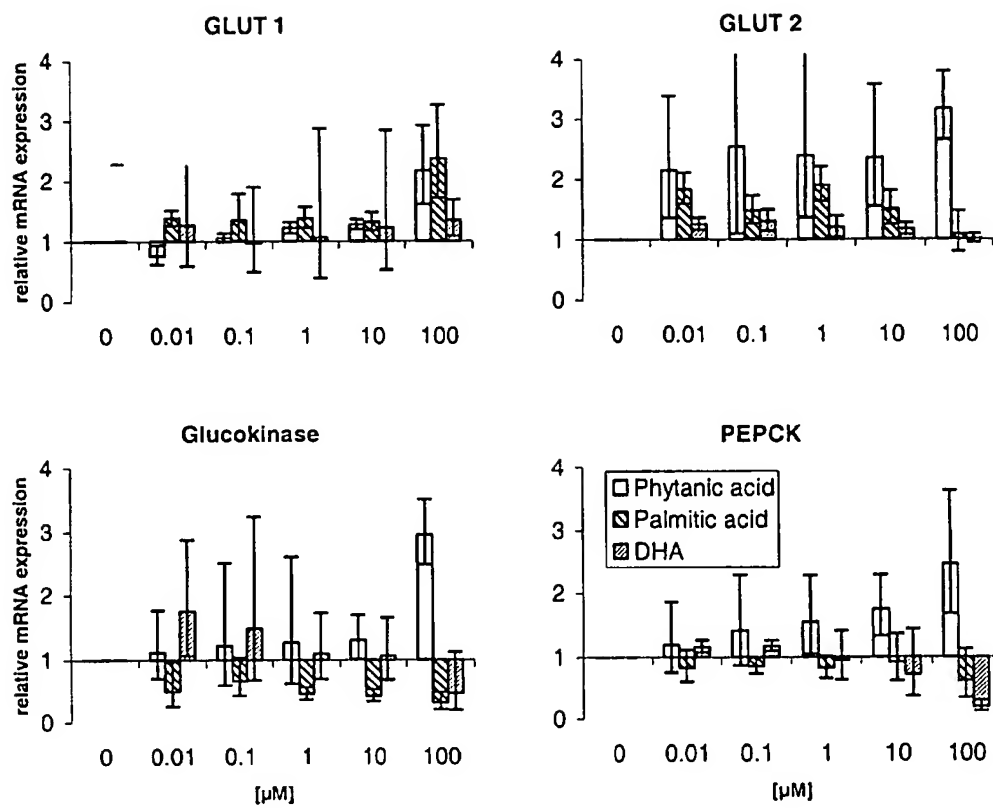 GLUT 1
relative mRNA expression
4
3
2
1
0
0 0.01 0.1 1 10 100
GLUT 2
4
3
2
1
0
0 0.01 0.1 1 10 100
Glucokinase
relative mRNA expression
4
3
2
1
0
0 0.01 0.1 1 10 100
[µM]
PEPCK
4
3
2
1
0
Phytanic acid
Palmitic acid
DHA
0 0.01 0.1 1 10 100
[µM]